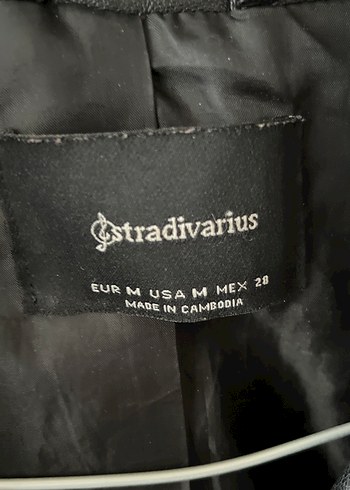 stradivarius
EUR M USA M MEX 28
MADE IN CAMBODIA